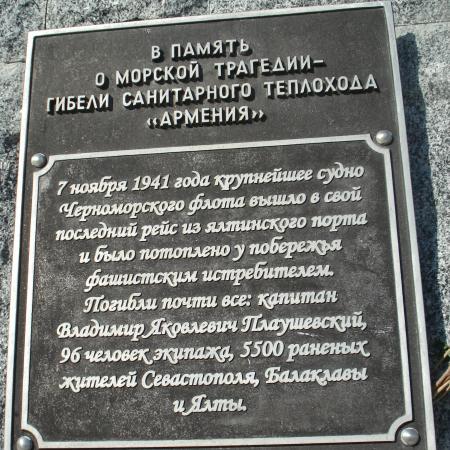 В ПАМЯТЬ
О МОРСКОЙ ТРАГЕДИИ–
ГИБЕЛИ САНИТАРНОГО ТЕПЛОХОДА
«АРМЕНИЯ»
7 ноября 1941 года крупнейшее судно
Черноморского флота вышло в свой
последний рейс из ялтинского порта
и было потоплено у побережья
фашистским истребителем.
Погибли почти все: капитан
Владимир Яковлевич Плаушевский,
96 человек экипажа, 5500 раненых
жителей Севастополя, Балаклавы
и Ялты.